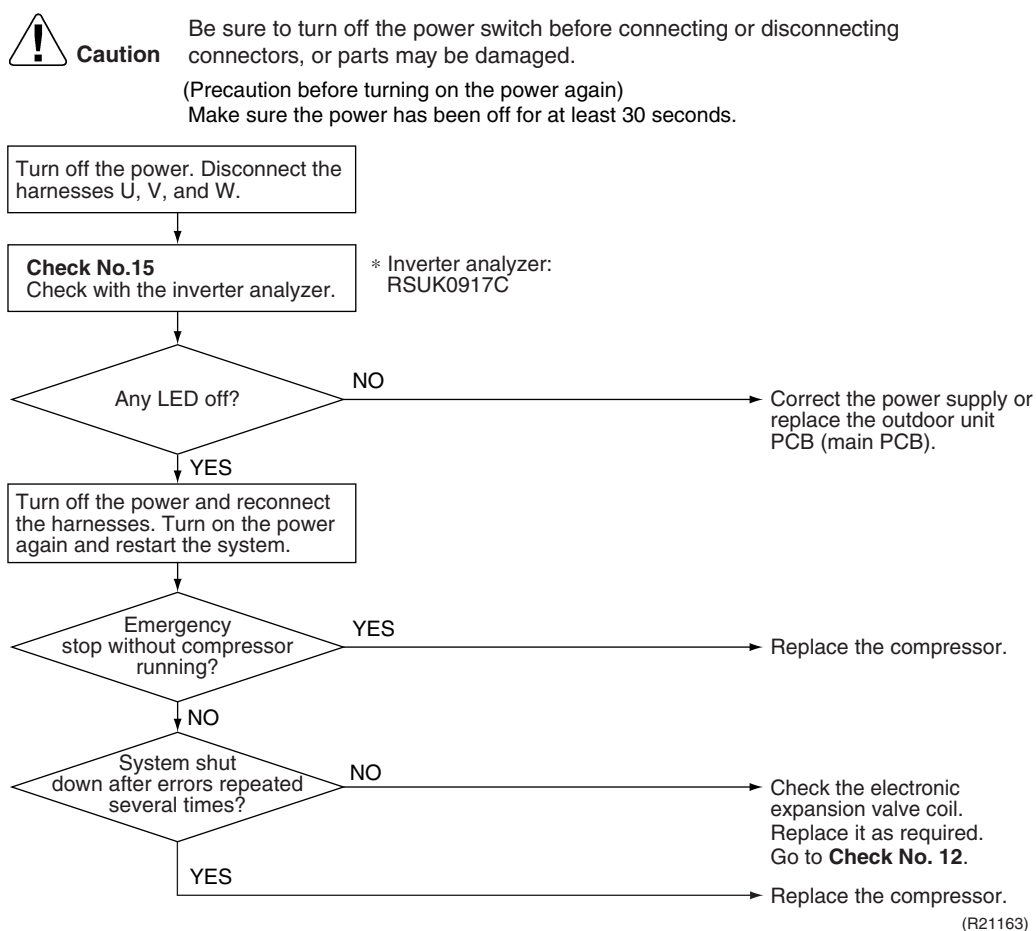 Caution
Be sure to turn off the power switch before connecting or disconnecting
connectors, or parts may be damaged.
(Precaution before turning on the power again)
Make sure the power has been off for at least 30 seconds.
Turn off the power. Disconnect the
harnesses U, V, and W.
Check No.15
Check with the inverter analyzer.
* Inverter analyzer:
RSUK0917C
Any LED off?
NO
Correct the power supply or
replace the outdoor unit
PCB (main PCB).
YES
Turn off the power and reconnect
the harnesses. Turn on the power
again and restart the system.
Emergency
stop without compressor
running?
YES
Replace the compressor.
NO
System shut
down after errors repeated
several times?
NO
Check the electronic
expansion valve coil.
Replace it as required.
Go to Check No. 12.
YES
Replace the compressor.
(R21163)